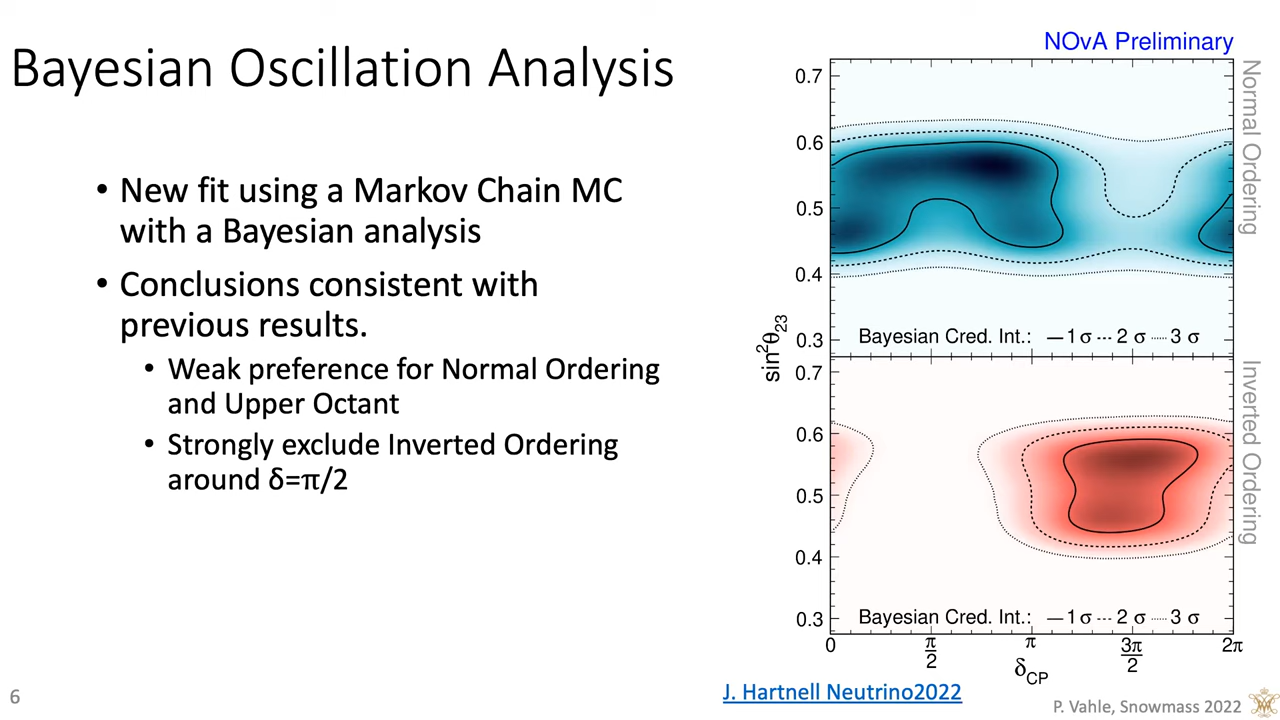 Bayesian Oscillation Analysis
• New fit using a Markov Chain MC
with a Bayesian analysis
• Conclusions consistent with
previous results.
• Weak preference for Normal Ordering
and Upper Octant
• Strongly exclude Inverted Ordering
around δ=π/2
NOvA Preliminary
0.7
0.6
0.5
0.4
0.3
Bayesian Cred. Int.: 1 σ 2 σ 3 σ
Normal Ordering
sin²θ₂₃
0.7
0.6
0.5
0.4
0.3
Bayesian Cred. Int.: 1 σ 2 σ 3 σ
Inverted Ordering
0 π/2 π 3π/2 2π
δCP
J. Hartnell Neutrino2022
6
P. Vahle, Snowmass 2022